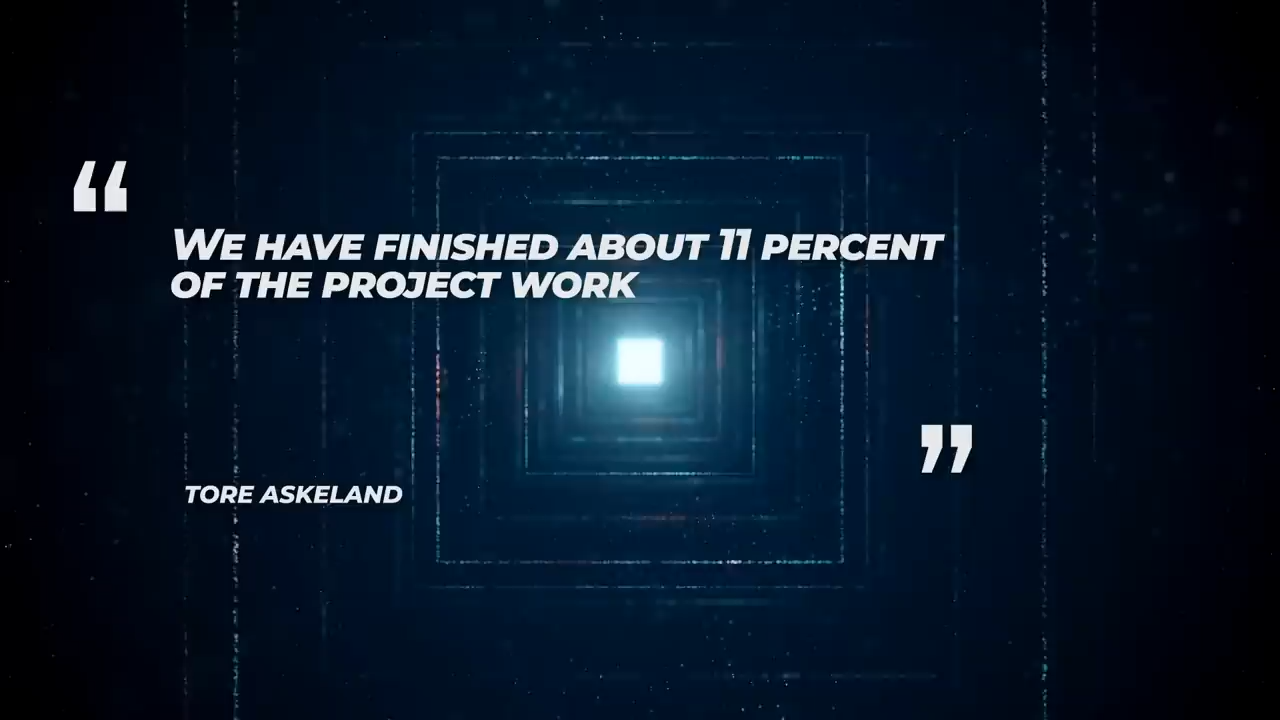 “
WE HAVE FINISHED ABOUT 11 PERCENT
OF THE PROJECT WORK
”
TORE ASKELAND